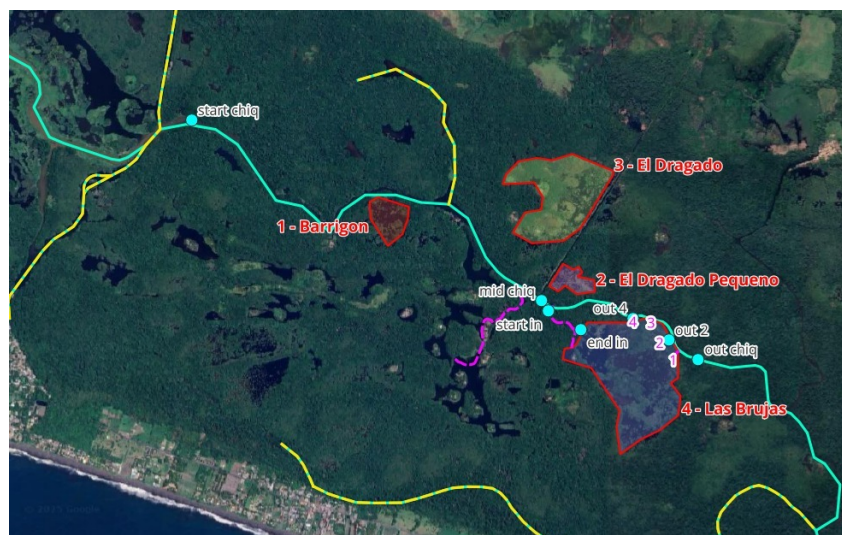 start chiq
3 - El Dragado
1 - Barrigon
2 - El Dragado Pequeno
mid chiq
out 4
start in
4
3
out 2
end in
2
out chiq
1
4 - Las Brujas
© 2025 Google